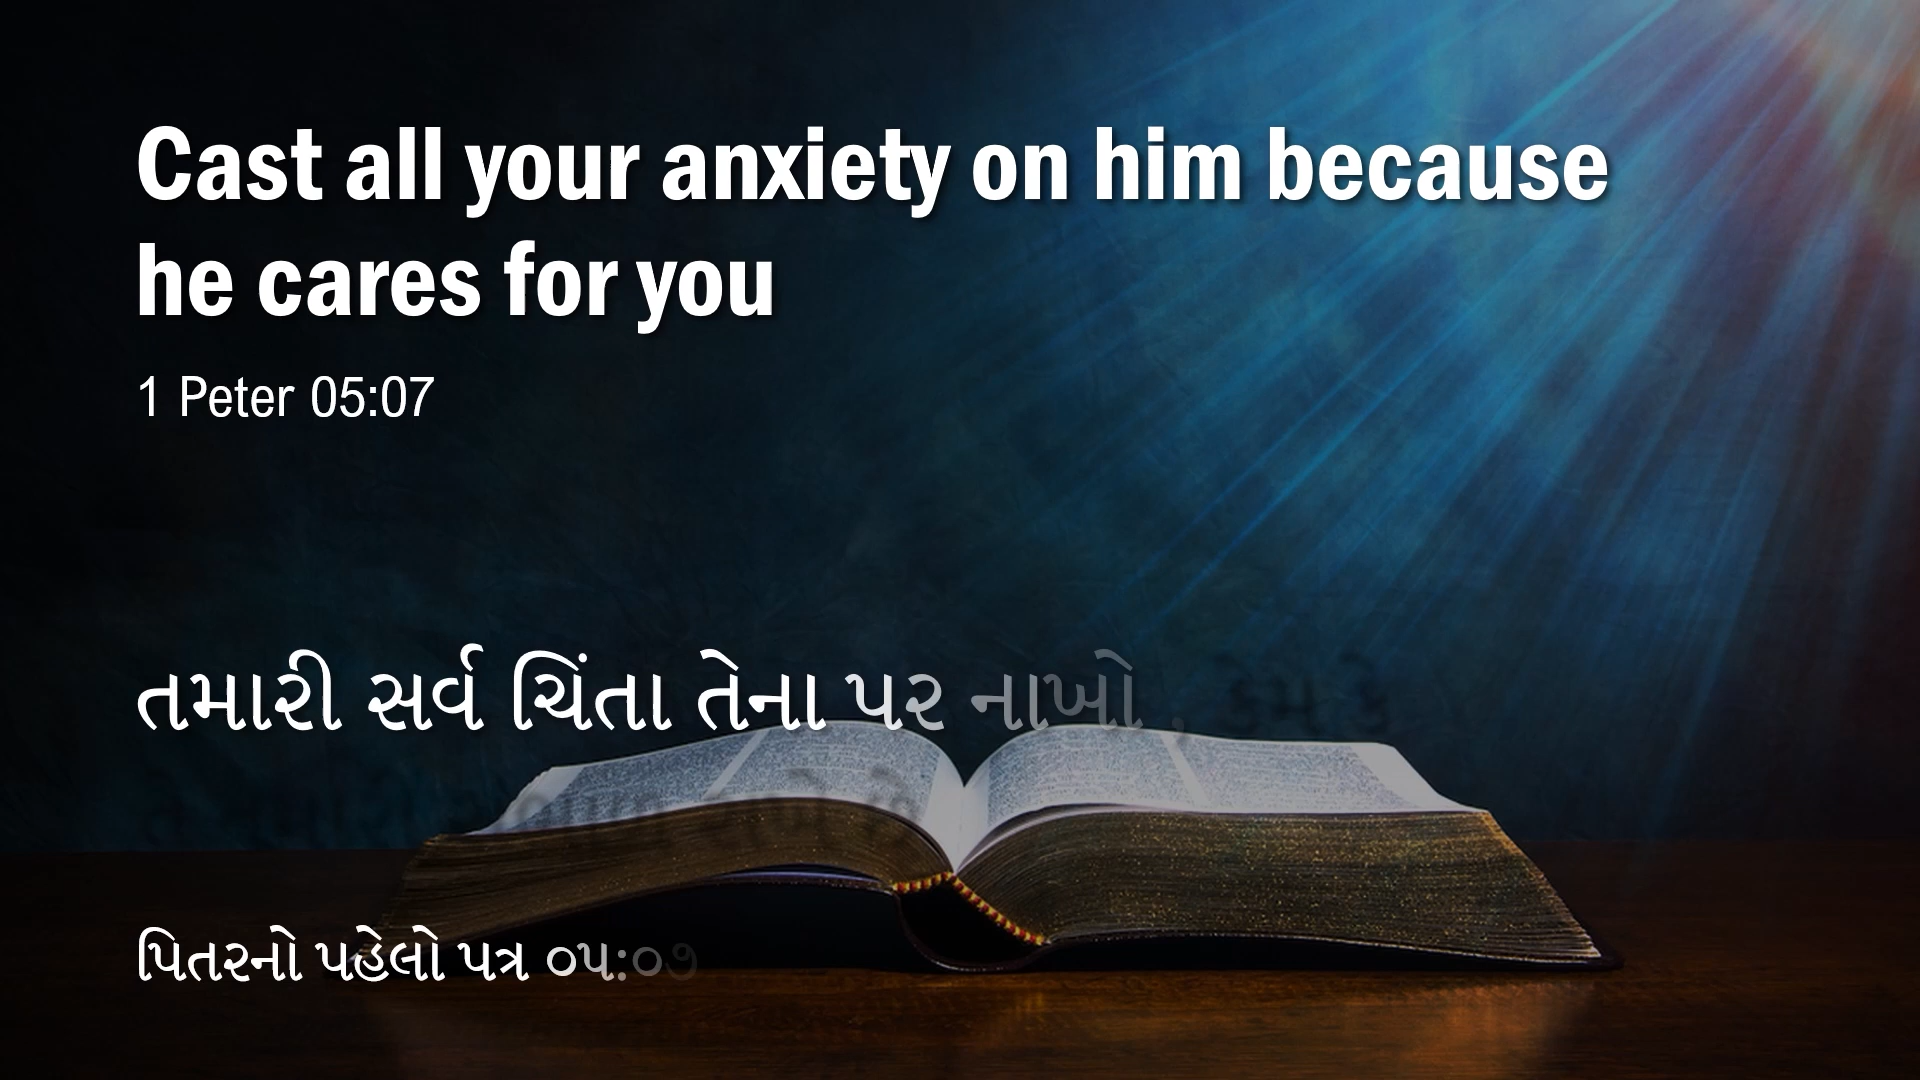 Cast all your anxiety on him because
he cares for you
1 Peter 05:07
તમારી સર્વ ચિંતા તેના પર નાખો , કેમ કે
પિતરનો પહેલો પત્ર ૦૫:૦૭